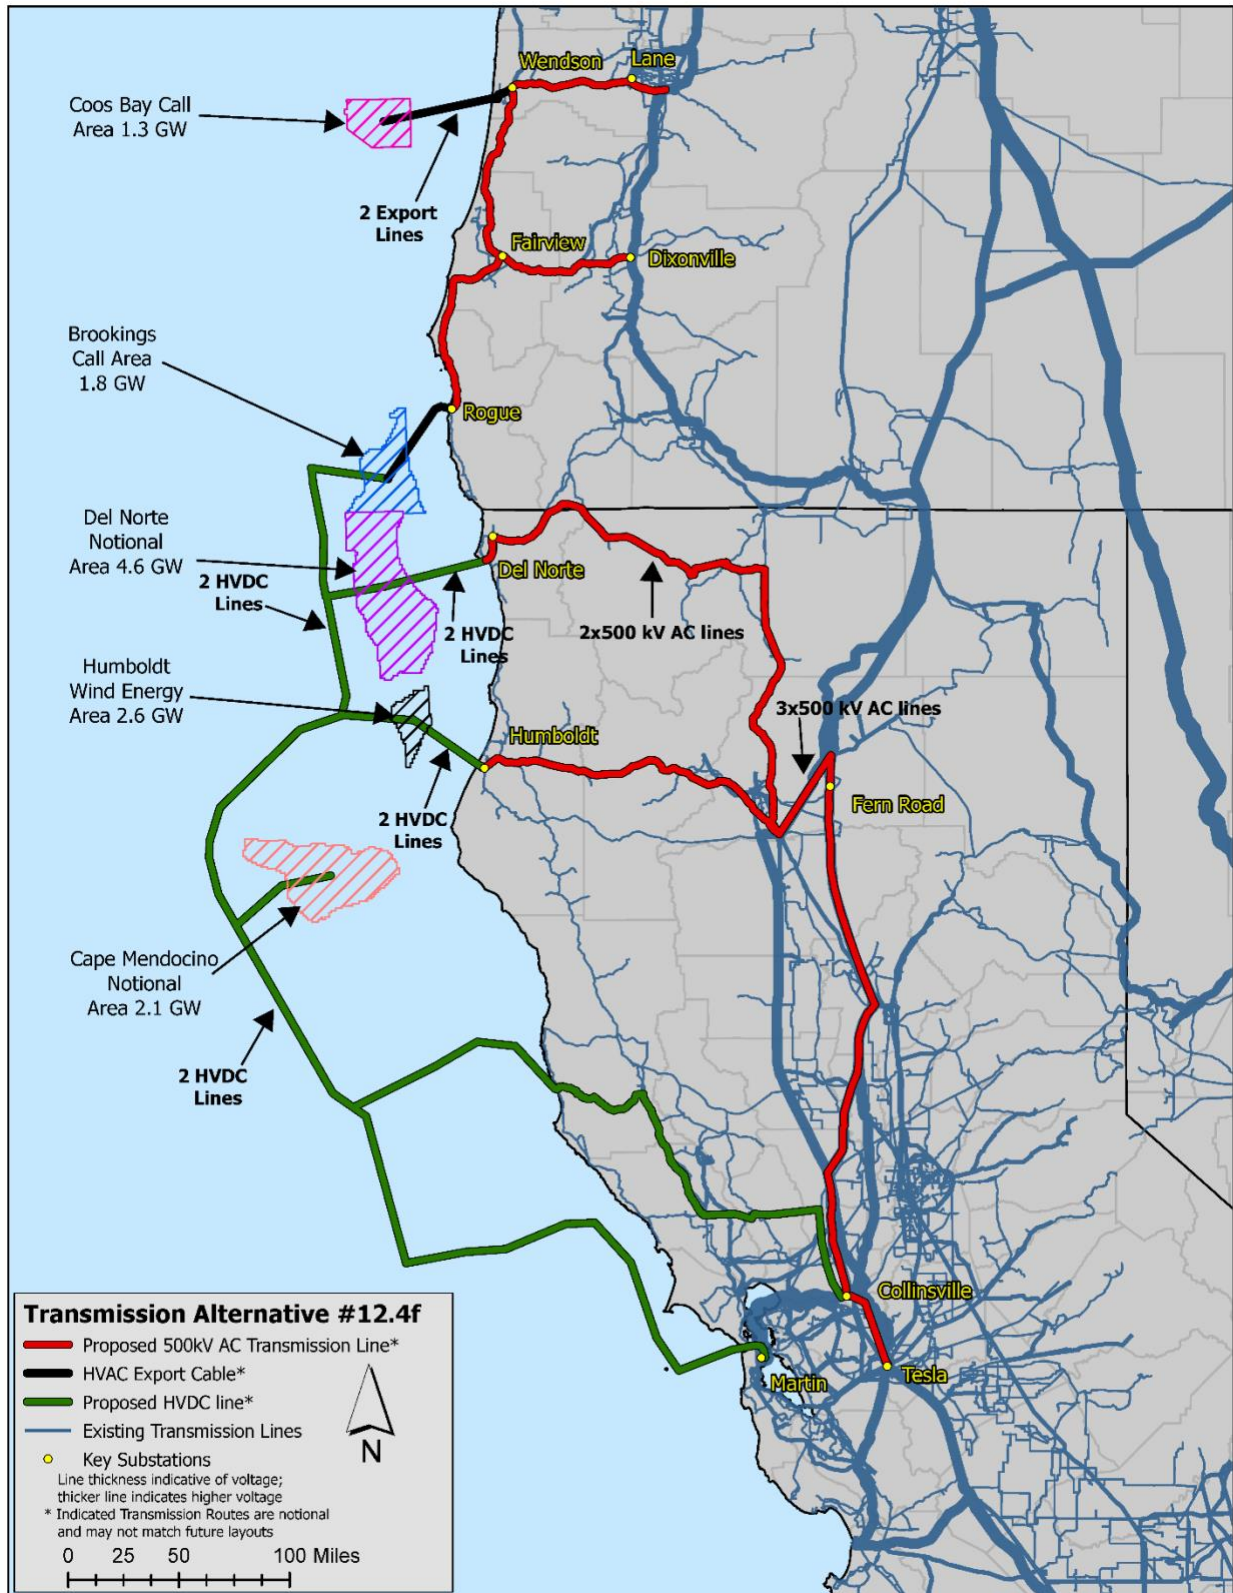 Wendson
Lane
Coos Bay Call
Area 1.3 GW
2 Export
Lines
Fairview
Dixonville
Brookings
Call Area
1.8 GW
Rogue
Del Norte
Notional
Area 4.6 GW
2 HVDC
Lines
Del Norte
2 HVDC
Lines
2x500 kV AC lines
Humboldt
Wind Energy
Area 2.6 GW
3x500 kV AC lines
Humboldt
Fern Road
2 HVDC
Lines
Cape Mendocino
Notional
Area 2.1 GW
2 HVDC
Lines
Collinsville
Martin
Tesla
Transmission Alternative #12.4f
Proposed 500kV AC Transmission Line*
HVAC Export Cable*
Proposed HVDC line*
Existing Transmission Lines
Key Substations
Line thickness indicative of voltage;
thicker line indicates higher voltage
* Indicated Transmission Routes are notional
and may not match future layouts
N
0 25 50 100 Miles